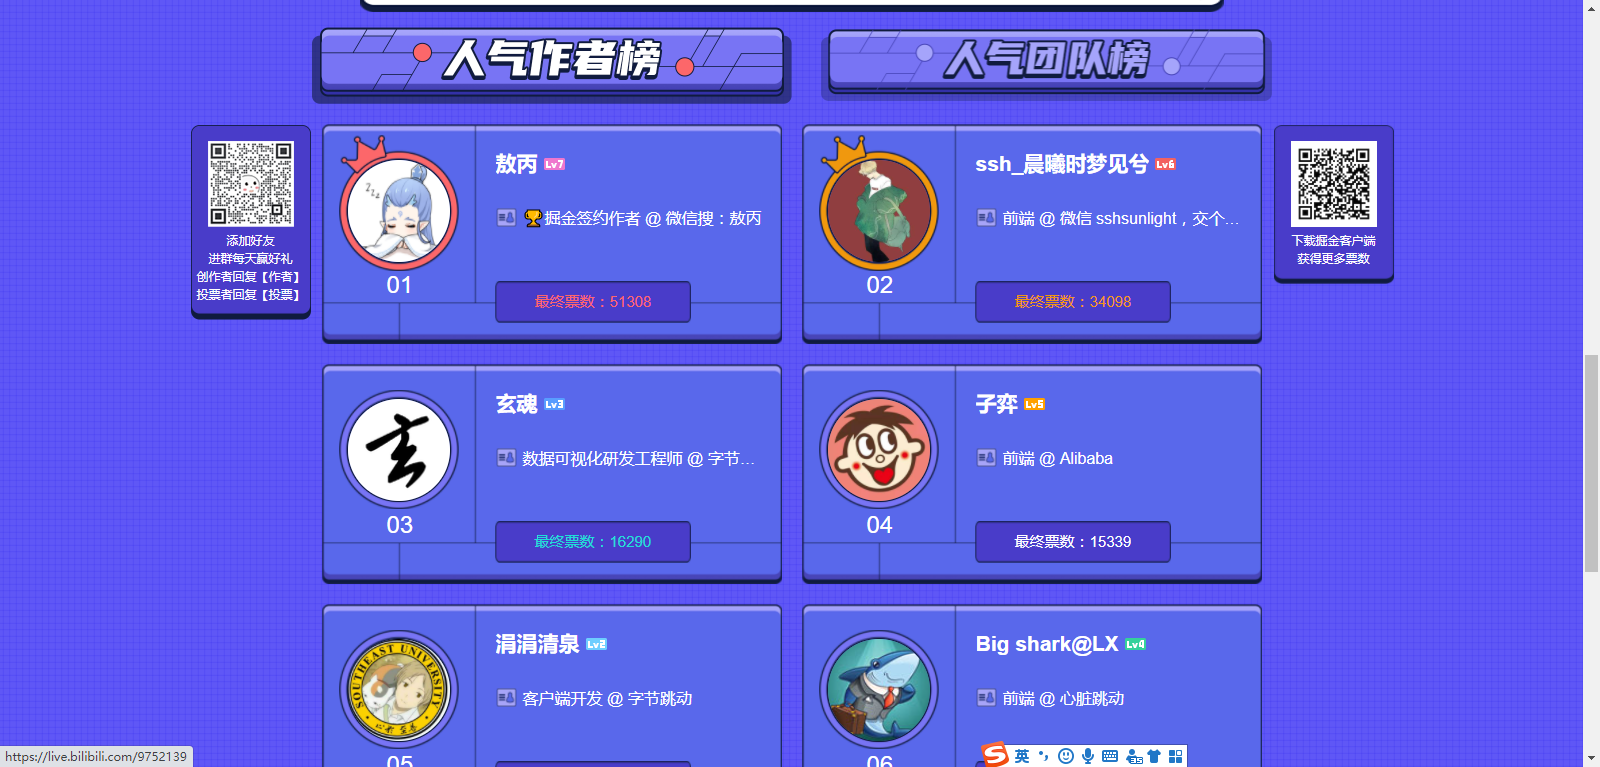 人气作者榜
人气团队榜
添加好友
进群每天赢好礼
创作者回复【作者】
投票者回复【投票】
敖丙 Lv7
🏆掘金签约作者 @ 微信搜：敖丙
01
最终票数：51308
ssh_晨曦时梦见兮 Lv6
前端 @ 微信 sshsunlight，交个...
02
最终票数：34098
下载掘金客户端
获得更多票数
玄
玄魂 Lv3
数据可视化研发工程师 @ 字节...
03
最终票数：16290
子弈 Lv5
前端 @ Alibaba
04
最终票数：15339
SOUTHEAST UNIVERSITY
涓涓清泉 Lv2
客户端开发 @ 字节跳动
05
Big shark@LX Lv4
前端 @ 心脏跳动
06
https://live.bilibili.com/9752139
S 英